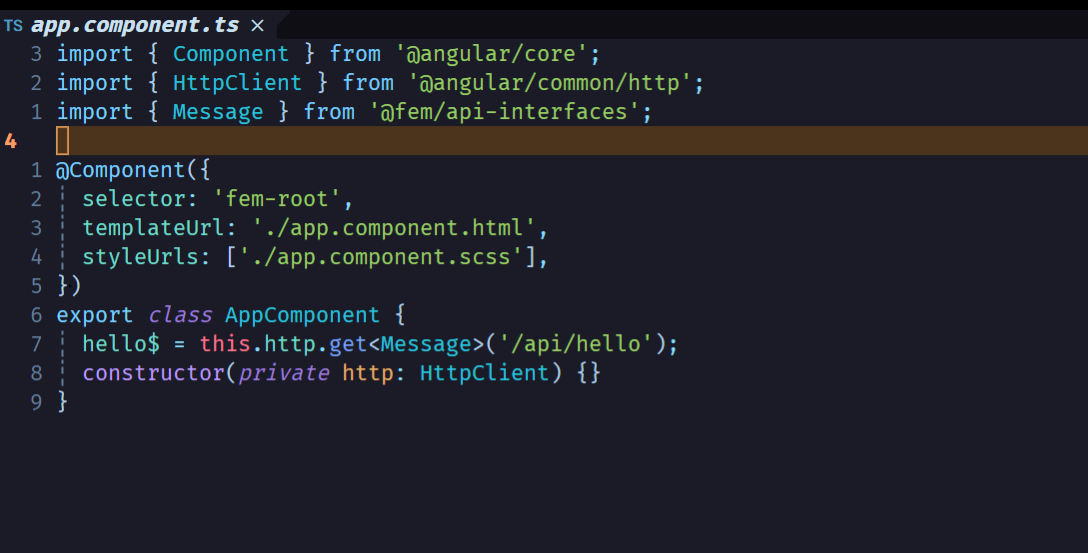 TS app.component.ts ×
3 import { Component } from '@angular/core';
2 import { HttpClient } from '@angular/common/http';
1 import { Message } from '@fem/api-interfaces';
4
1 @Component({
2   selector: 'fem-root',
3   templateUrl: './app.component.html',
4   styleUrls: ['./app.component.scss'],
5 })
6 export class AppComponent {
7   hello$ = this.http.get<Message>('/api/hello');
8   constructor(private http: HttpClient) {}
9 }